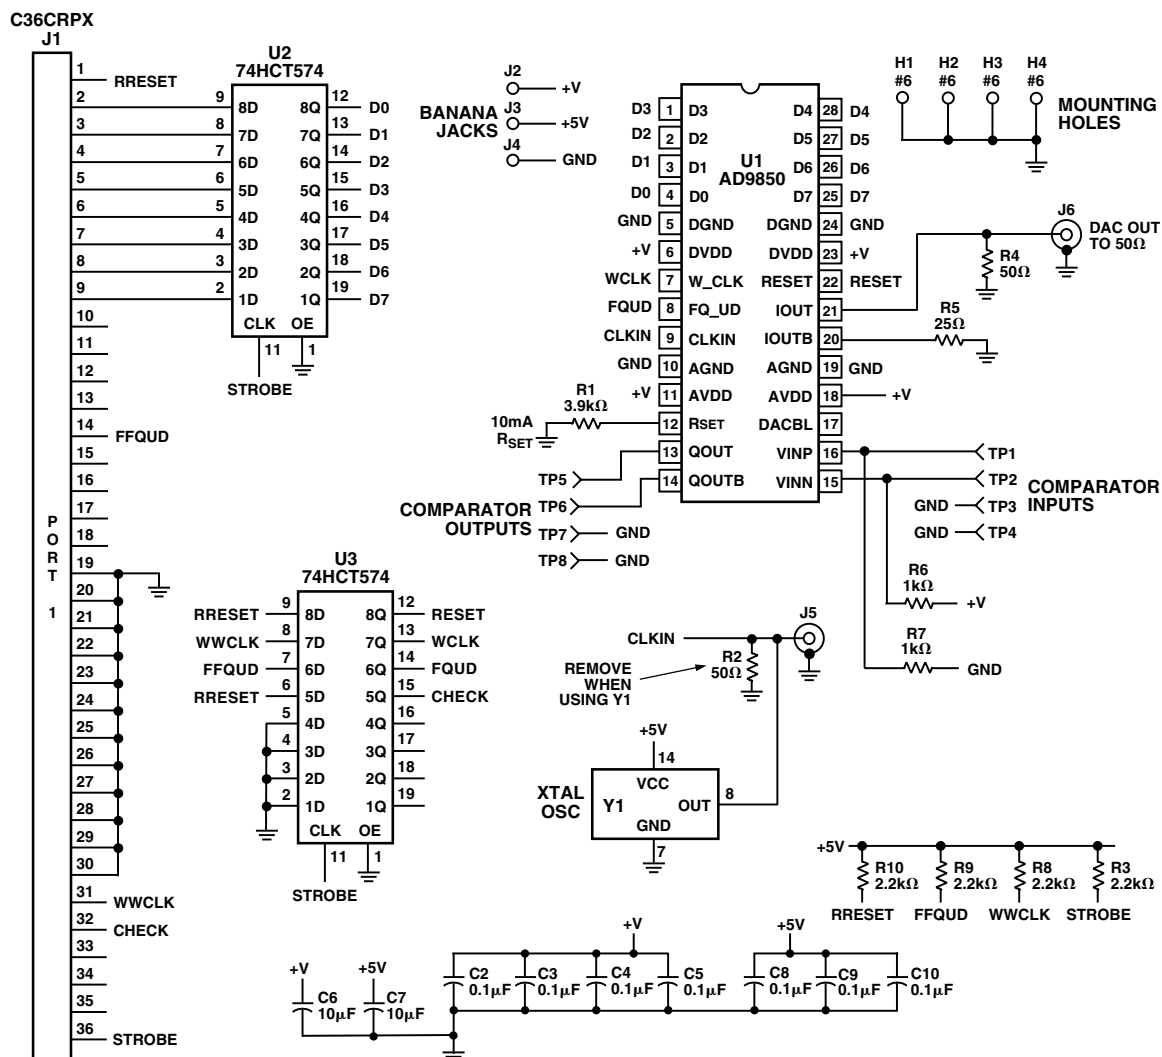 C36CRPX
J1
1
RRESET
2
3
4
5
6
7
8
9
10
11
12
13
14
FFQUD
15
16
17
18
19
20
21
22
23
24
25
26
27
28
29
30
31
WWCLK
32
CHECK
33
34
35
36
STROBE
PORT 1
U2
74HCT574
9 8D 8Q 12 D0
8 7D 7Q 13 D1
7 6D 6Q 14 D2
6 5D 5Q 15 D3
5 4D 4Q 16 D4
4 3D 3Q 17 D5
3 2D 2Q 18 D6
2 1D 1Q 19 D7
CLK OE
11 1
STROBE
BANANA
JACKS
J2
+V
J3
+5V
J4
GND
U1
AD9850
D3 1 D3 D4 28 D4
D2 2 D2 D5 27 D5
D1 3 D1 D6 26 D6
D0 4 D0 D7 25 D7
GND 5 DGND DGND 24 GND
+V 6 DVDD DVDD 23 +V
WCLK 7 W_CLK RESET 22 RESET
FQUD 8 FQ_UD IOUT 21
CLKIN 9 CLKIN IOUTB 20
GND 10 AGND AGND 19 GND
+V 11 AVDD AVDD 18 +V
12 RSET DACBL 17
13 QOUT VINP 16
14 QOUTB VINN 15
R1
3.9kΩ
10mA
RSET
H1 H2 H3 H4
#6 #6 #6 #6
MOUNTING
HOLES
J6
DAC OUT
TO 50Ω
R4
50Ω
R5
25Ω
TP1
TP2
GND TP3
GND TP4
COMPARATOR
INPUTS
R6
1kΩ
+V
R7
1kΩ
GND
TP5
TP6
TP7 GND
TP8 GND
COMPARATOR
OUTPUTS
U3
74HCT574
RRESET 9 8D 8Q 12 RESET
WWCLK 8 7D 7Q 13 WCLK
FFQUD 7 6D 6Q 14 FQUD
RRESET 6 5D 5Q 15 CHECK
5 4D 4Q 16
4 3D 3Q 17
3 2D 2Q 18
2 1D 1Q 19
CLK OE
11 1
STROBE
CLKIN
J5
R2
50Ω
REMOVE
WHEN
USING Y1
+5V
14
VCC
XTAL
OSC
Y1
OUT
8
GND
7
+5V
R10
2.2kΩ
R9
2.2kΩ
R8
2.2kΩ
R3
2.2kΩ
RRESET FFQUD WWCLK STROBE
+V
C6
10µF
+5V
C7
10µF
+V
C2
0.1µF
C3
0.1µF
C4
0.1µF
C5
0.1µF
+5V
C8
0.1µF
C9
0.1µF
C10
0.1µF